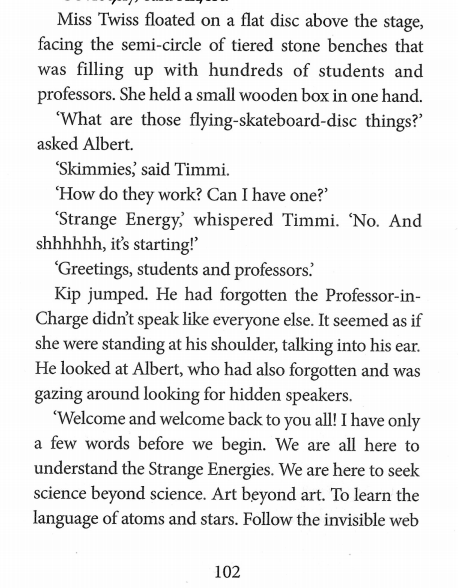 Miss Twiss floated on a flat disc above the stage,
facing the semi-circle of tiered stone benches that
was filling up with hundreds of students and
professors. She held a small wooden box in one hand.
‘What are those flying-skateboard-disc things?’
asked Albert.
‘Skimmies,’ said Timmi.
‘How do they work? Can I have one?’
‘Strange Energy,’ whispered Timmi. ‘No. And
shhhhhh, it’s starting!’
‘Greetings, students and professors.’
Kip jumped. He had forgotten the Professor-in-
Charge didn’t speak like everyone else. It seemed as if
she were standing at his shoulder, talking into his ear.
He looked at Albert, who had also forgotten and was
gazing around looking for hidden speakers.
‘Welcome and welcome back to you all! I have only
a few words before we begin. We are all here to
understand the Strange Energies. We are here to seek
science beyond science. Art beyond art. To learn the
language of atoms and stars. Follow the invisible web
102